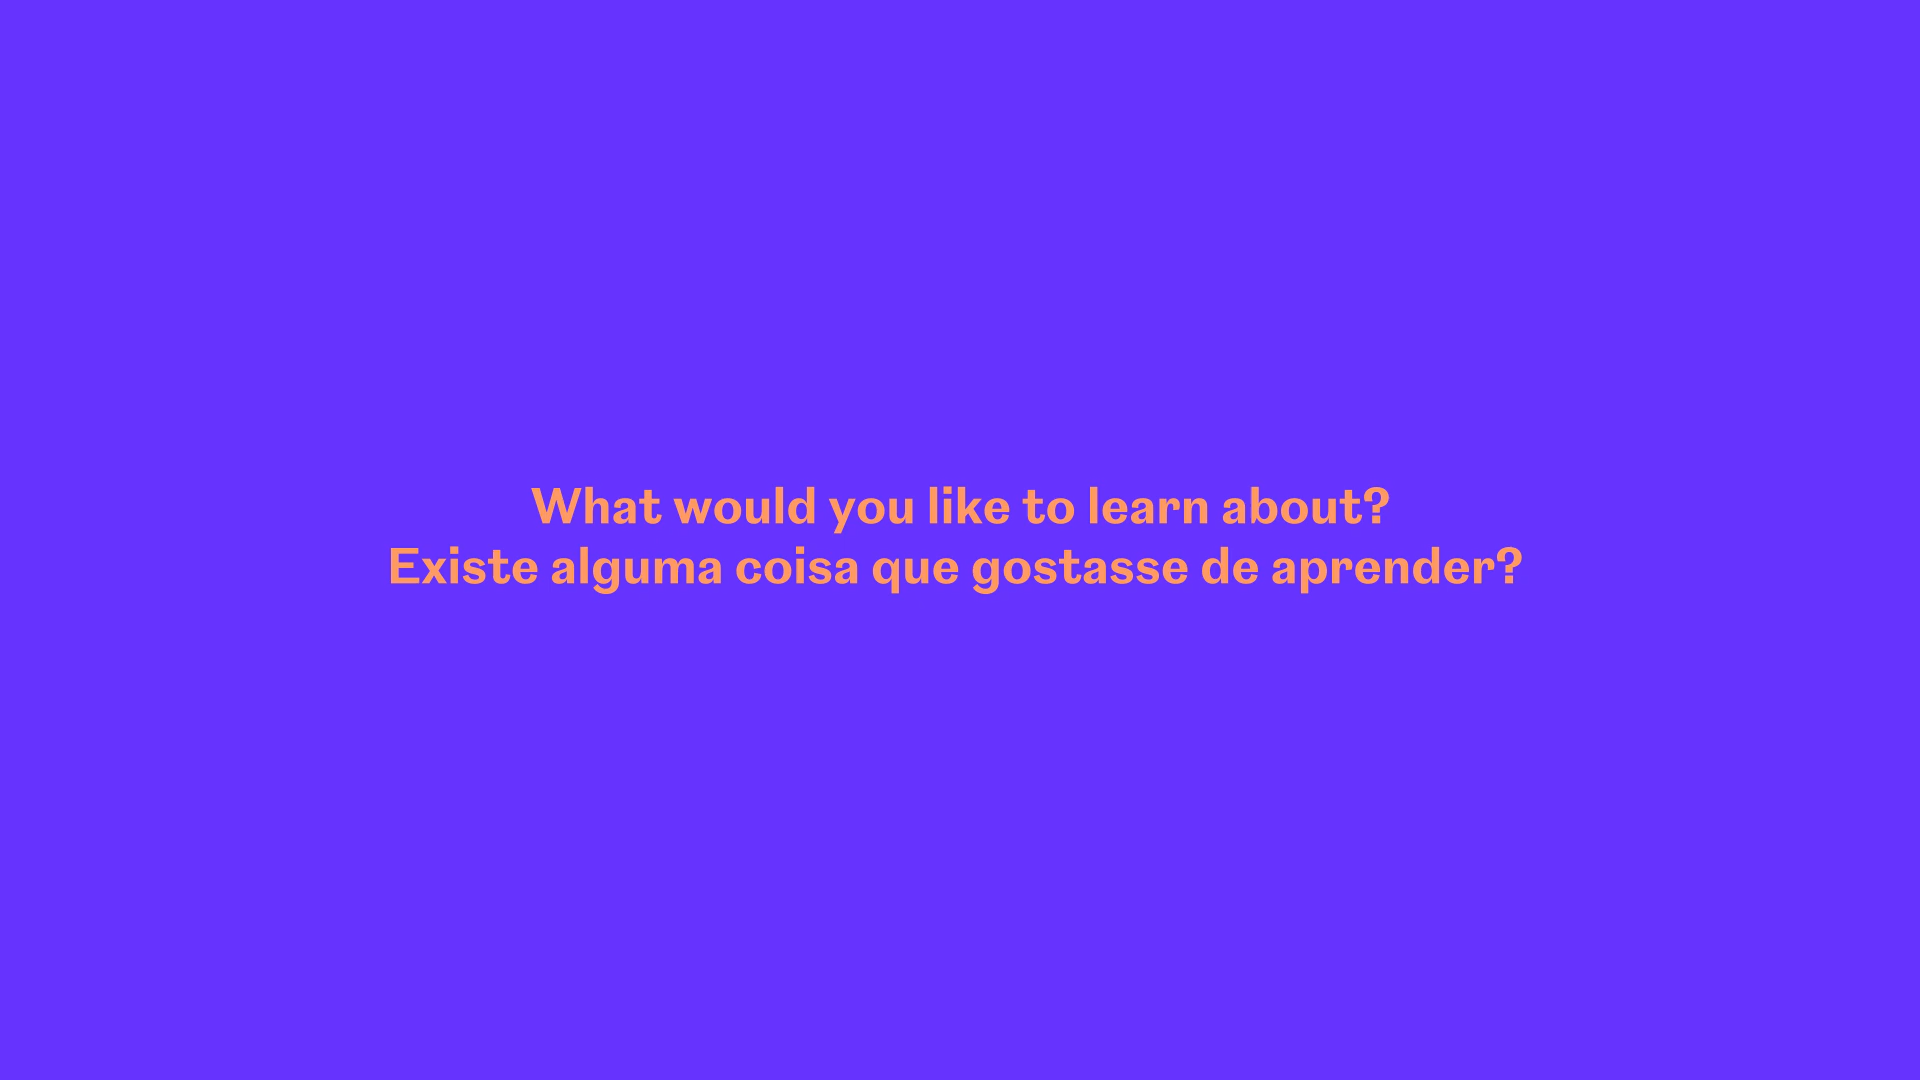 What would you like to learn about?
Existe alguma coisa que gostasse de aprender?